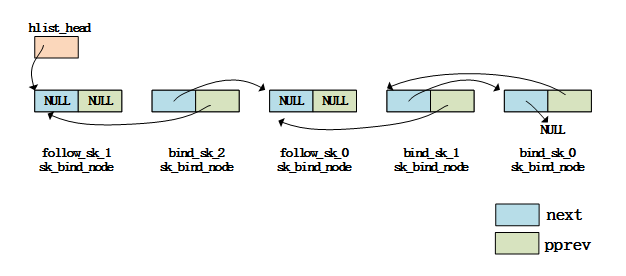 hlist_head
NULL NULL NULL NULL
NULL
follow_sk_1 bind_sk_2 follow_sk_0 bind_sk_1 bind_sk_0
sk_bind_node sk_bind_node sk_bind_node sk_bind_node sk_bind_node
next
pprev